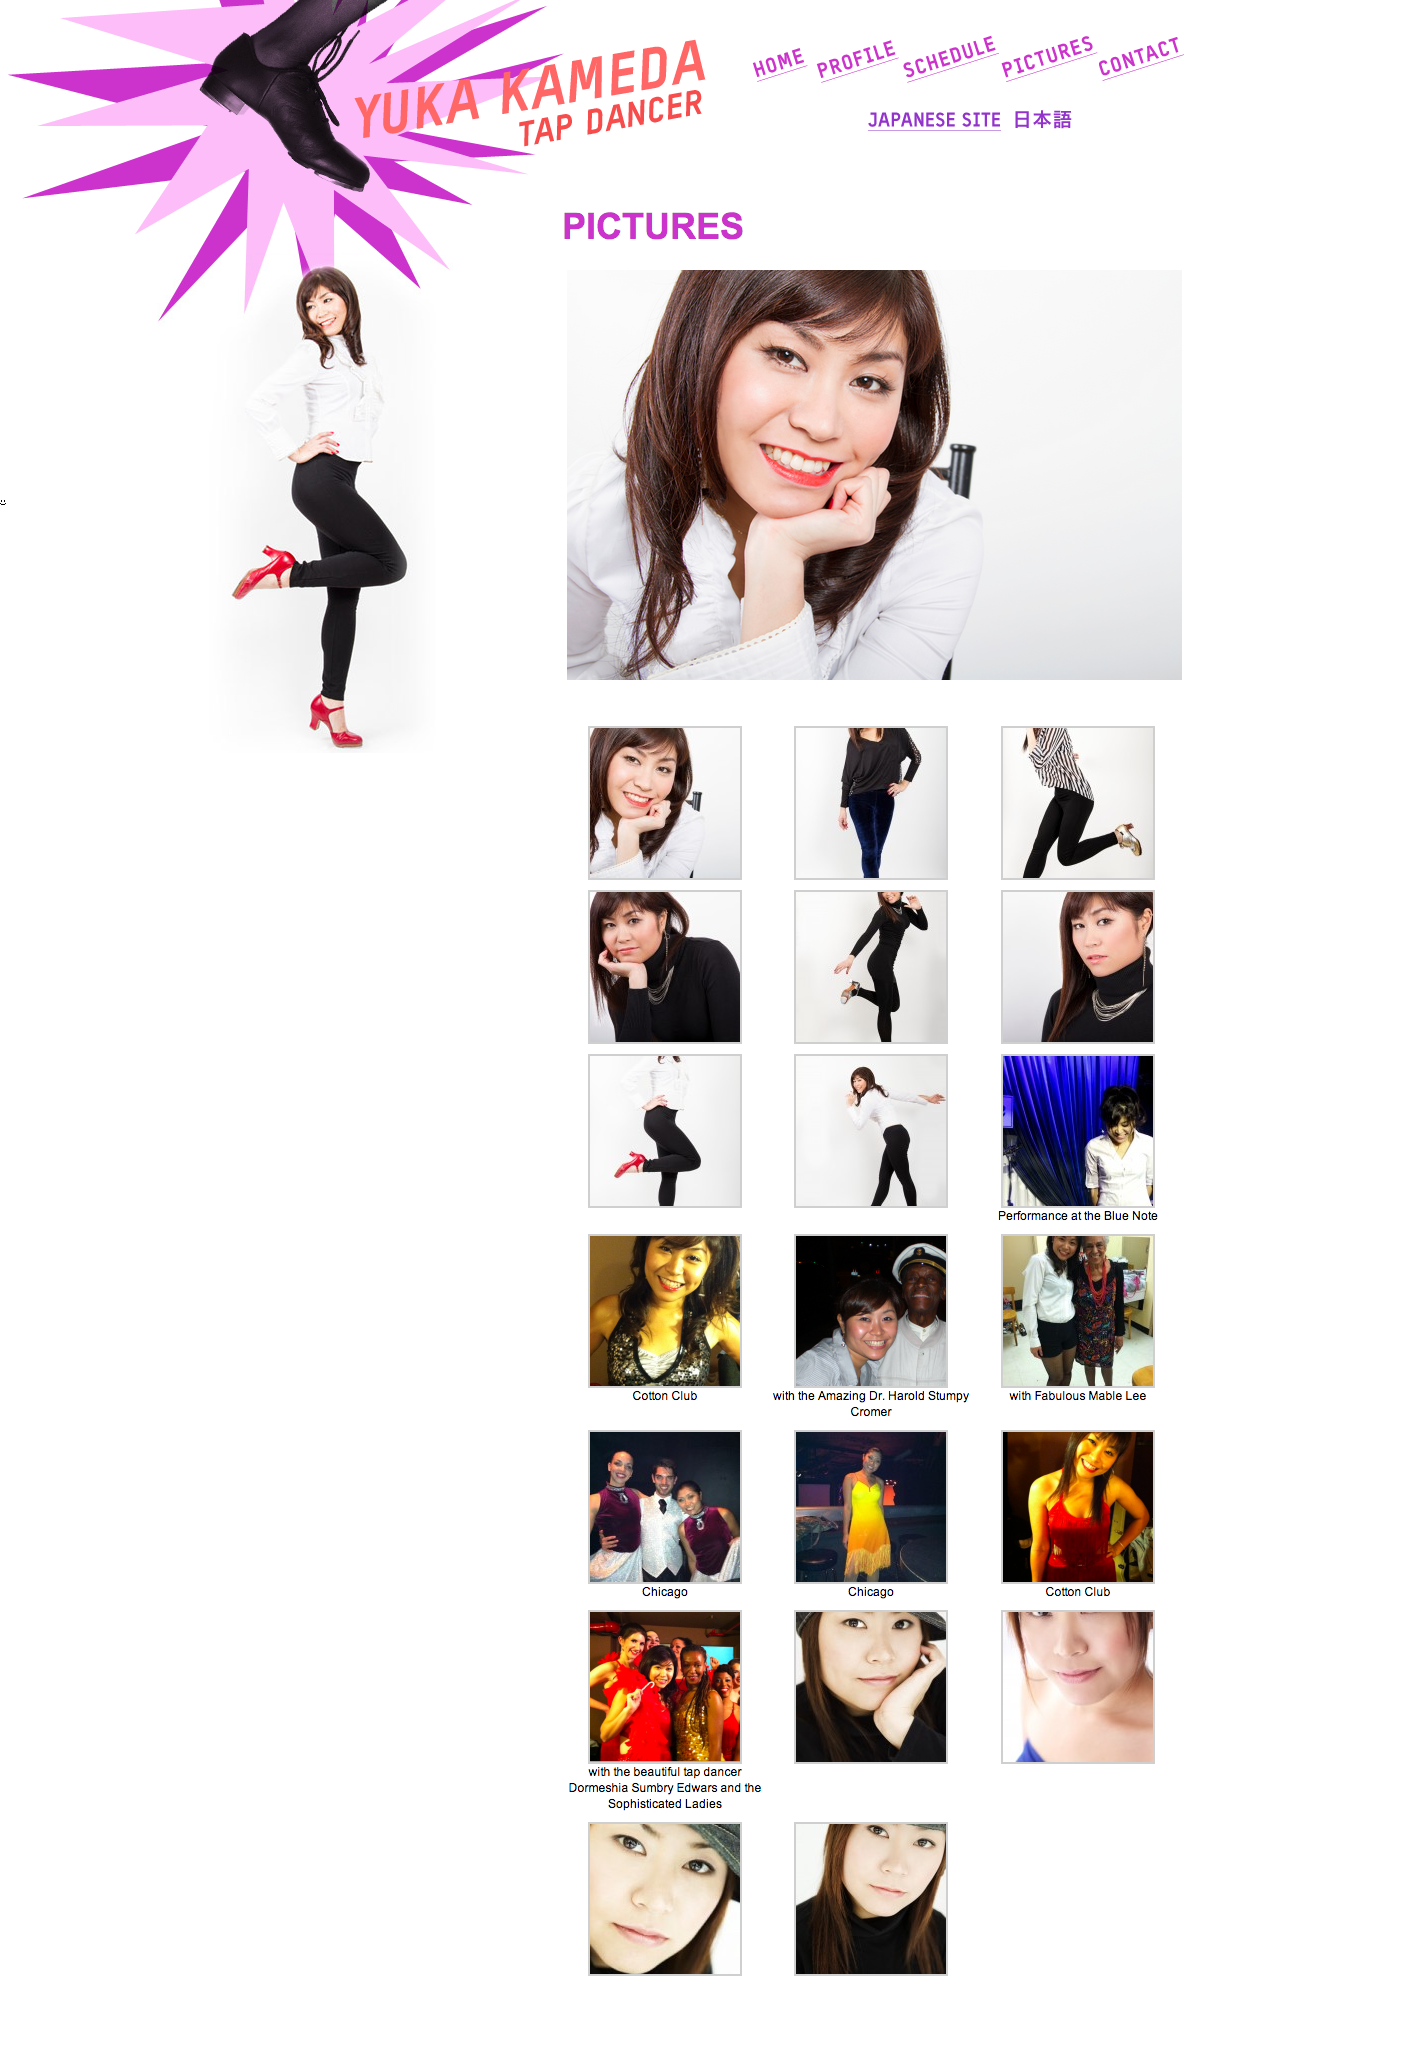 YUKA KAMEDA
TAP DANCER
HOME PROFILE SCHEDULE PICTURES CONTACT
JAPANESE SITE 日本語
PICTURES
Performance at the Blue Note
Cotton Club
with the Amazing Dr. Harold Stumpy
Cromer
with Fabulous Mable Lee
Chicago
Chicago
Cotton Club
with the beautiful tap dancer
Dormeshia Sumbry Edwars and the
Sophisticated Ladies